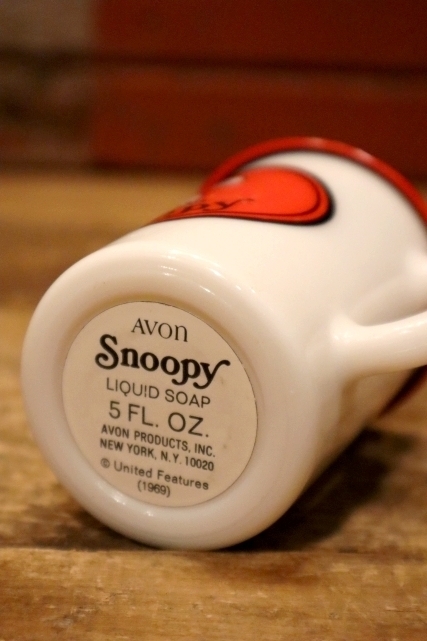 AVON
Snoopy
LIQUID SOAP
5 FL. OZ.
AVON PRODUCTS, INC.
NEW YORK, N.Y. 10020
© United Features
(1969)